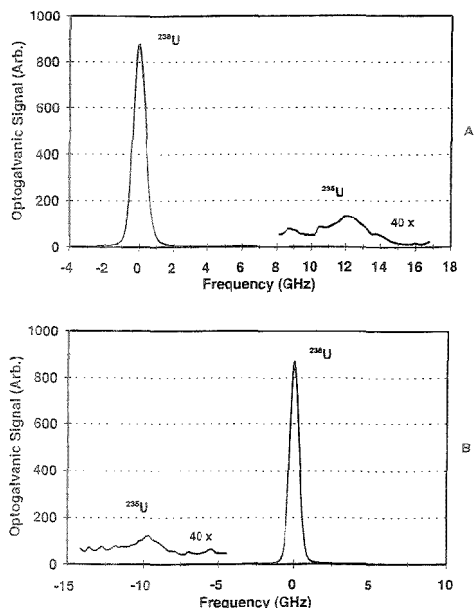 1000
800
600
400
200
0
Optogalvanic Signal (Arb.)
²³⁸U
²³⁵U
40 x
A
-4 -2 0 2 4 6 8 10 12 14 16 18
Frequency (GHz)
1000
800
600
400
200
0
Optogalvanic Signal (Arb.)
²³⁸U
²³⁵U
40 x
B
-15 -10 -5 0 5 10
Frequency (GHz)